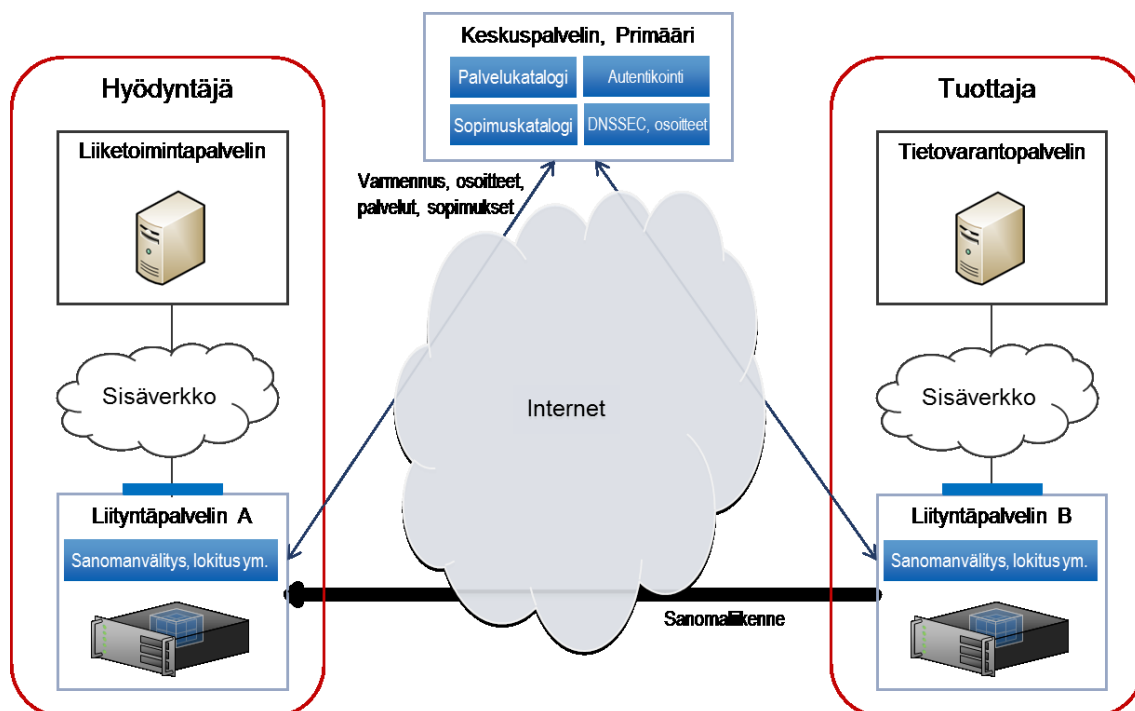 Keskuspalvelin, Primääri
Palvelukatalogi
Autentikointi
Sopimuskatalogi
DNSSEC, osoitteet
Hyödyntäjä
Liiketoimintapalvelin
Sisäverkko
Liityntäpalvelin A
Sanomanvälitys, lokitus ym.
Varmennus, osoitteet,
palvelut, sopimukset
Internet
Sanomaliikenne
Tuottaja
Tietovarantopalvelin
Sisäverkko
Liityntäpalvelin B
Sanomanvälitys, lokitus ym.